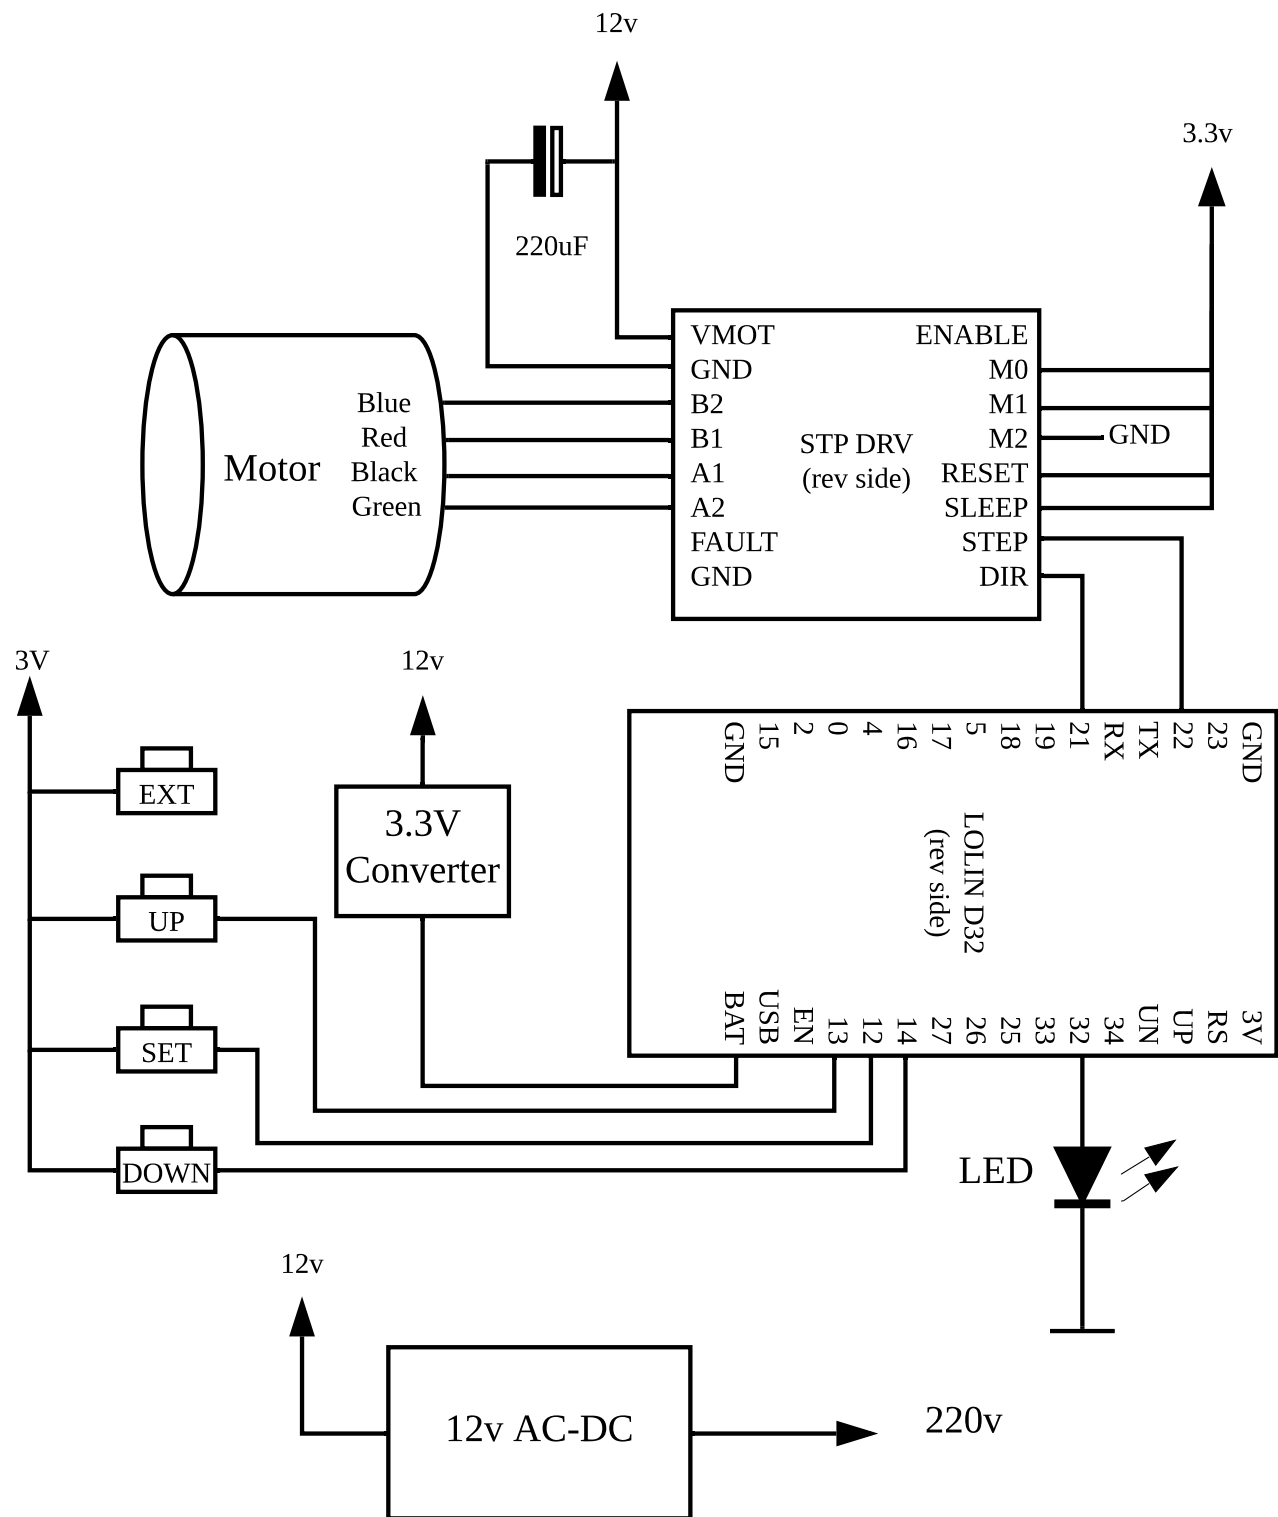 12v
3.3v
220uF
VMOT
GND
B2
B1
A1
A2
FAULT
GND
STP DRV
(rev side)
ENABLE
M0
M1
M2
RESET
SLEEP
STEP
DIR
GND
Motor
Blue
Red
Black
Green
3V
12v
EXT
UP
SET
DOWN
3.3V
Converter
GND
15
2
0
4
16
17
5
18
19
21
RX
TX
22
23
GND
LOLIN D32
(rev side)
BAT
USB
EN
13
12
14
27
26
25
33
32
34
UN
UP
RS
3V
LED
12v
12v AC-DC
220v